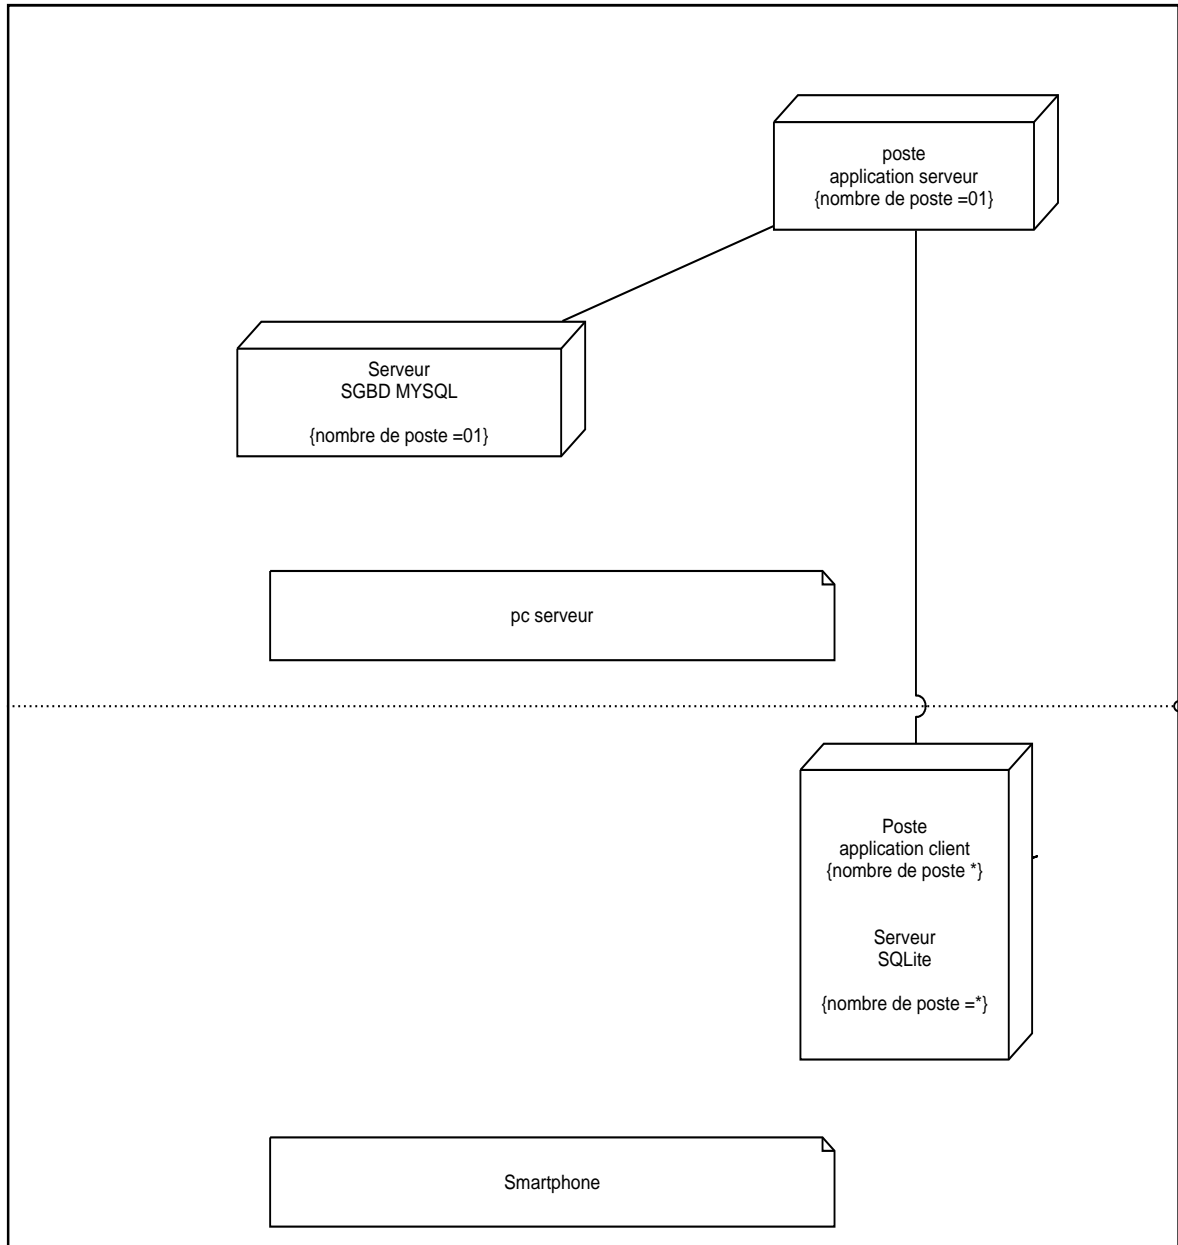 poste
application serveur
{nombre de poste =01}
Serveur
SGBD MYSQL
{nombre de poste =01}
pc serveur
Poste
application client
{nombre de poste *}
Serveur
SQLite
{nombre de poste =*}
Smartphone